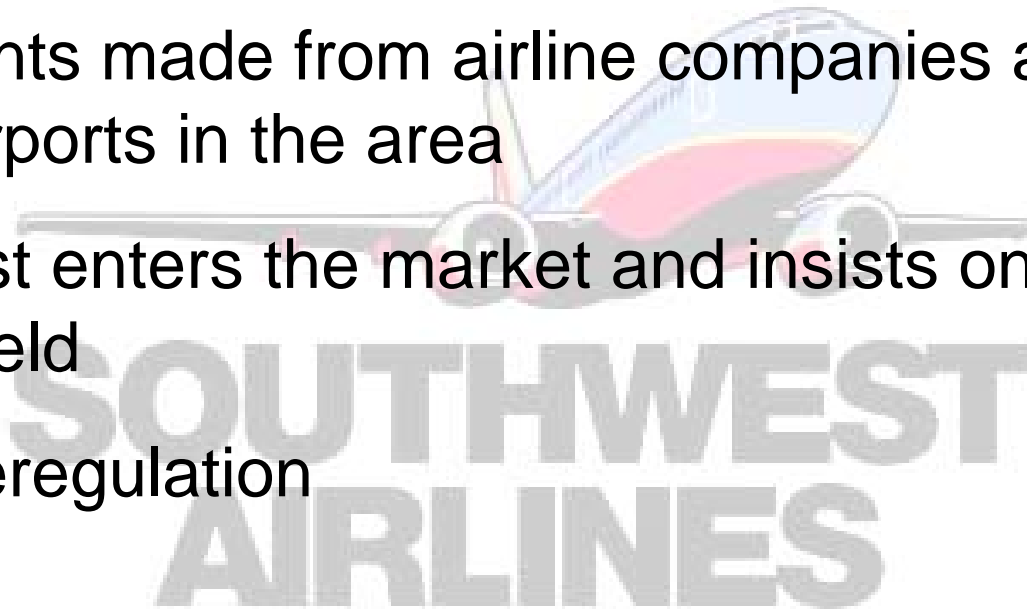 nts made from airline companies a
rports in the area
st enters the market and insists on
eld
SOUTHWEST
eregulation
AIRLINES